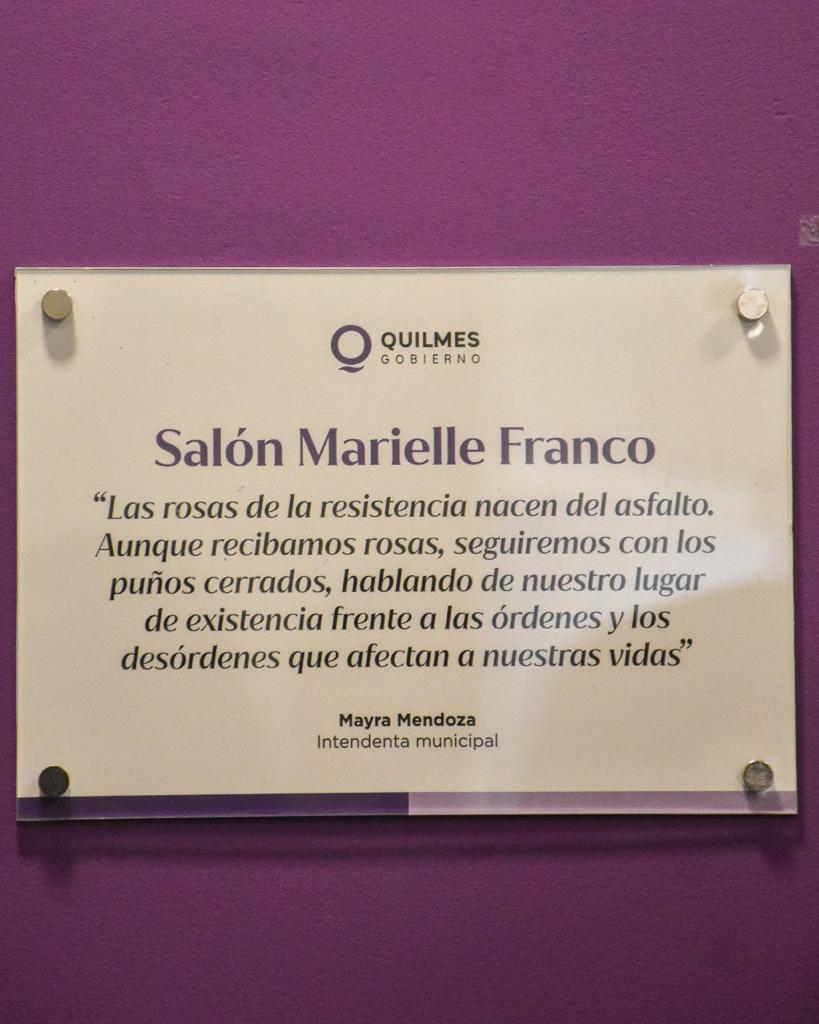 QUILMES
GOBIERNO
Salón Marielle Franco
“Las rosas de la resistencia nacen del asfalto.
Aunque recibamos rosas, seguiremos con los
puños cerrados, hablando de nuestro lugar
de existencia frente a las órdenes y los
desórdenes que afectan a nuestras vidas”
Mayra Mendoza
Intendenta municipal